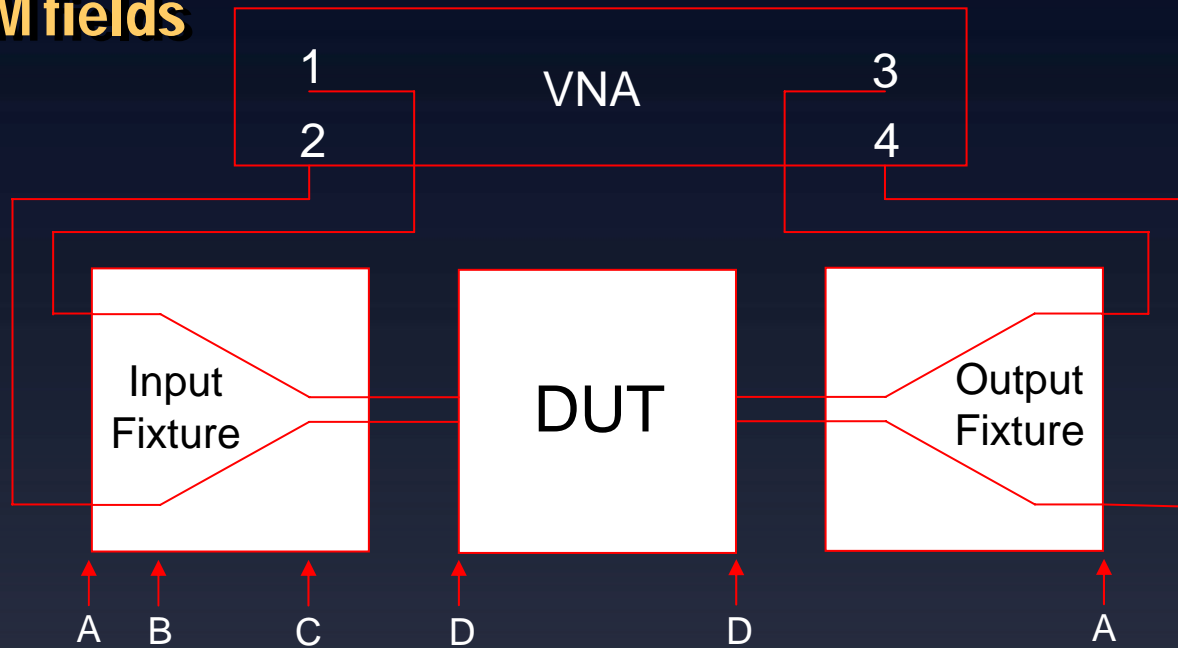 M fields
1
VNA
3
2
4
Input
Fixture
DUT
Output
Fixture
A B C D D A